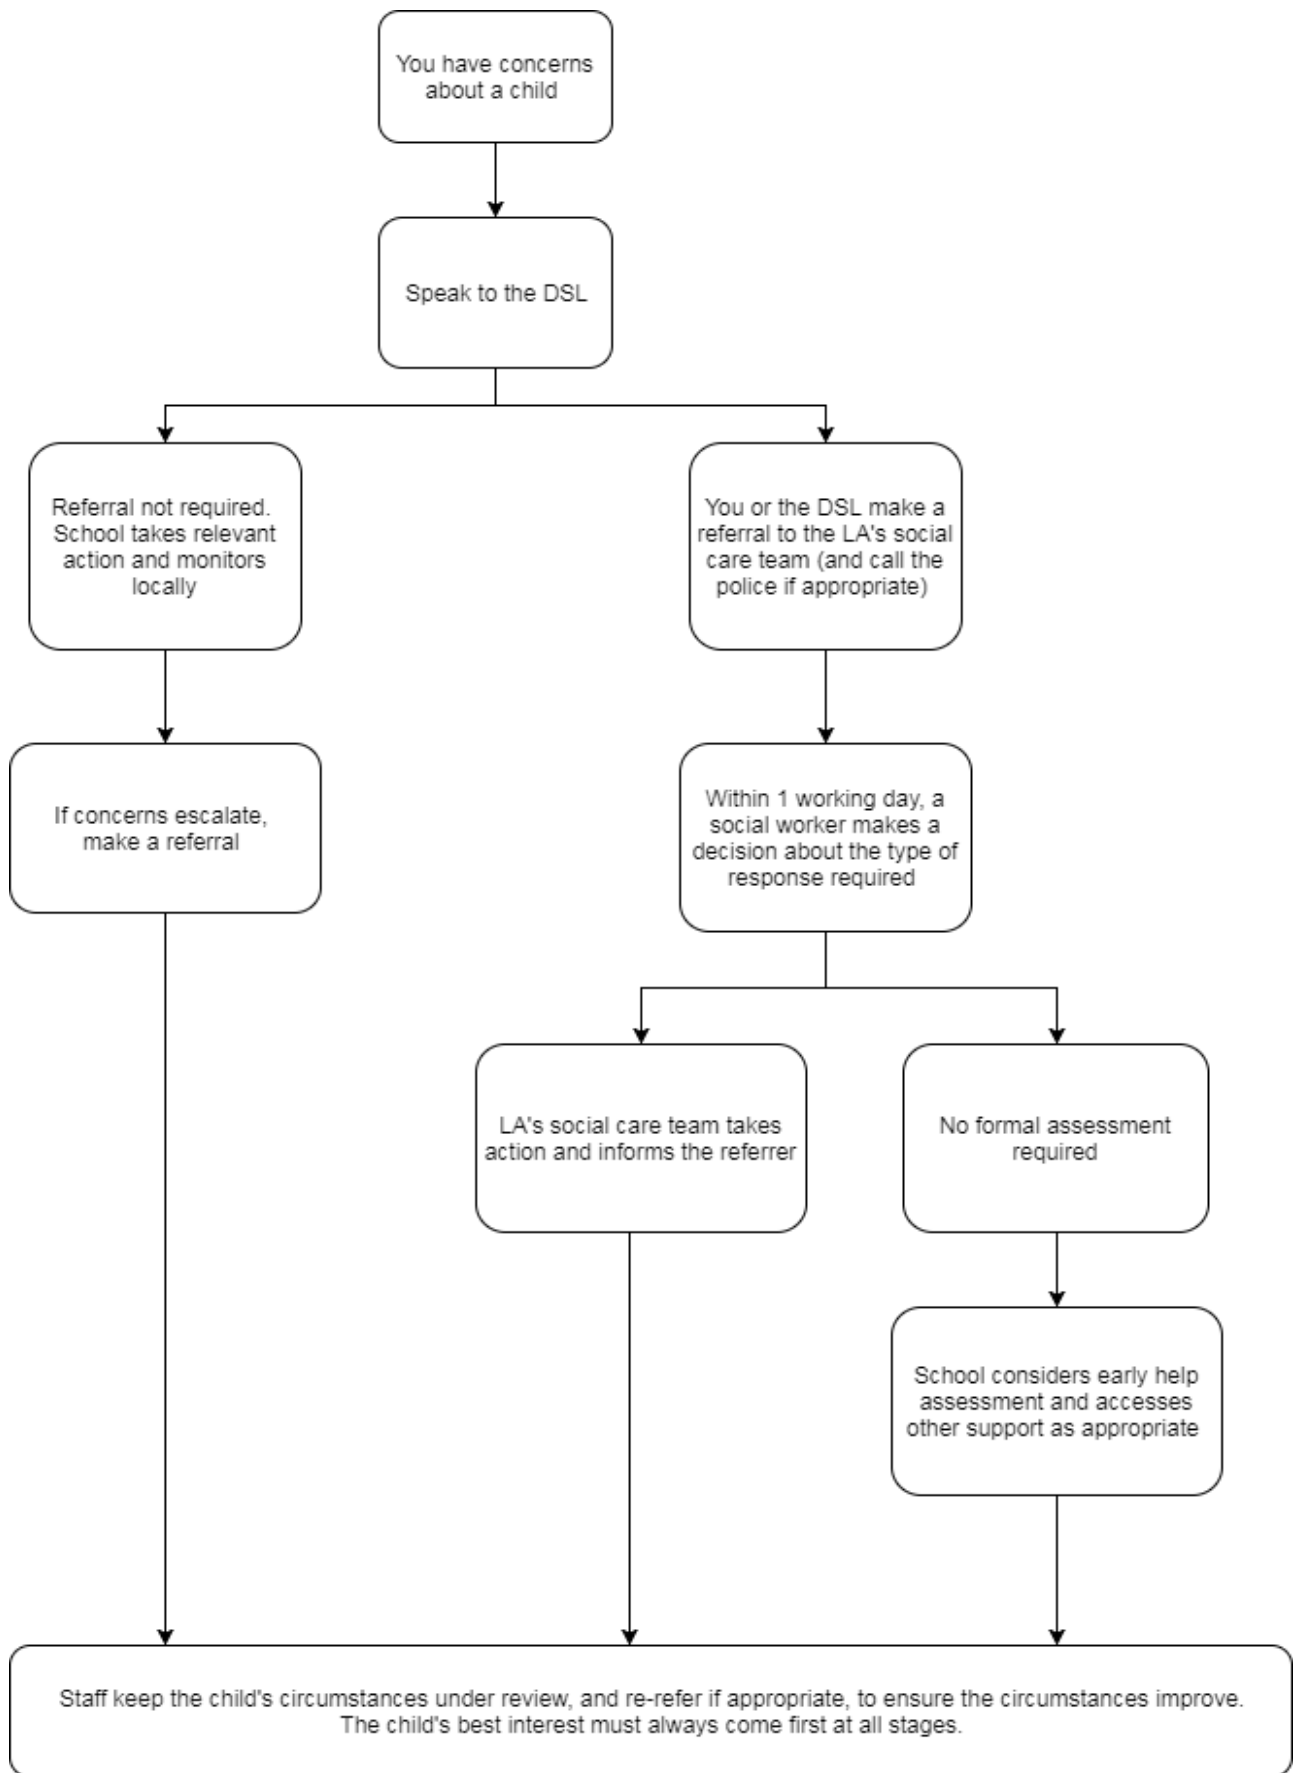 You have concerns
about a child
Speak to the DSL
Referral not required.
School takes relevant
action and monitors
locally
You or the DSL make a
referral to the LA's social
care team (and call the
police if appropriate)
If concerns escalate,
make a referral
Within 1 working day, a
social worker makes a
decision about the type of
response required
LA's social care team takes
action and informs the referrer
No formal assessment
required
School considers early help
assessment and accesses
other support as appropriate
Staff keep the child's circumstances under review, and re-refer if appropriate, to ensure the circumstances improve.
The child's best interest must always come first at all stages.